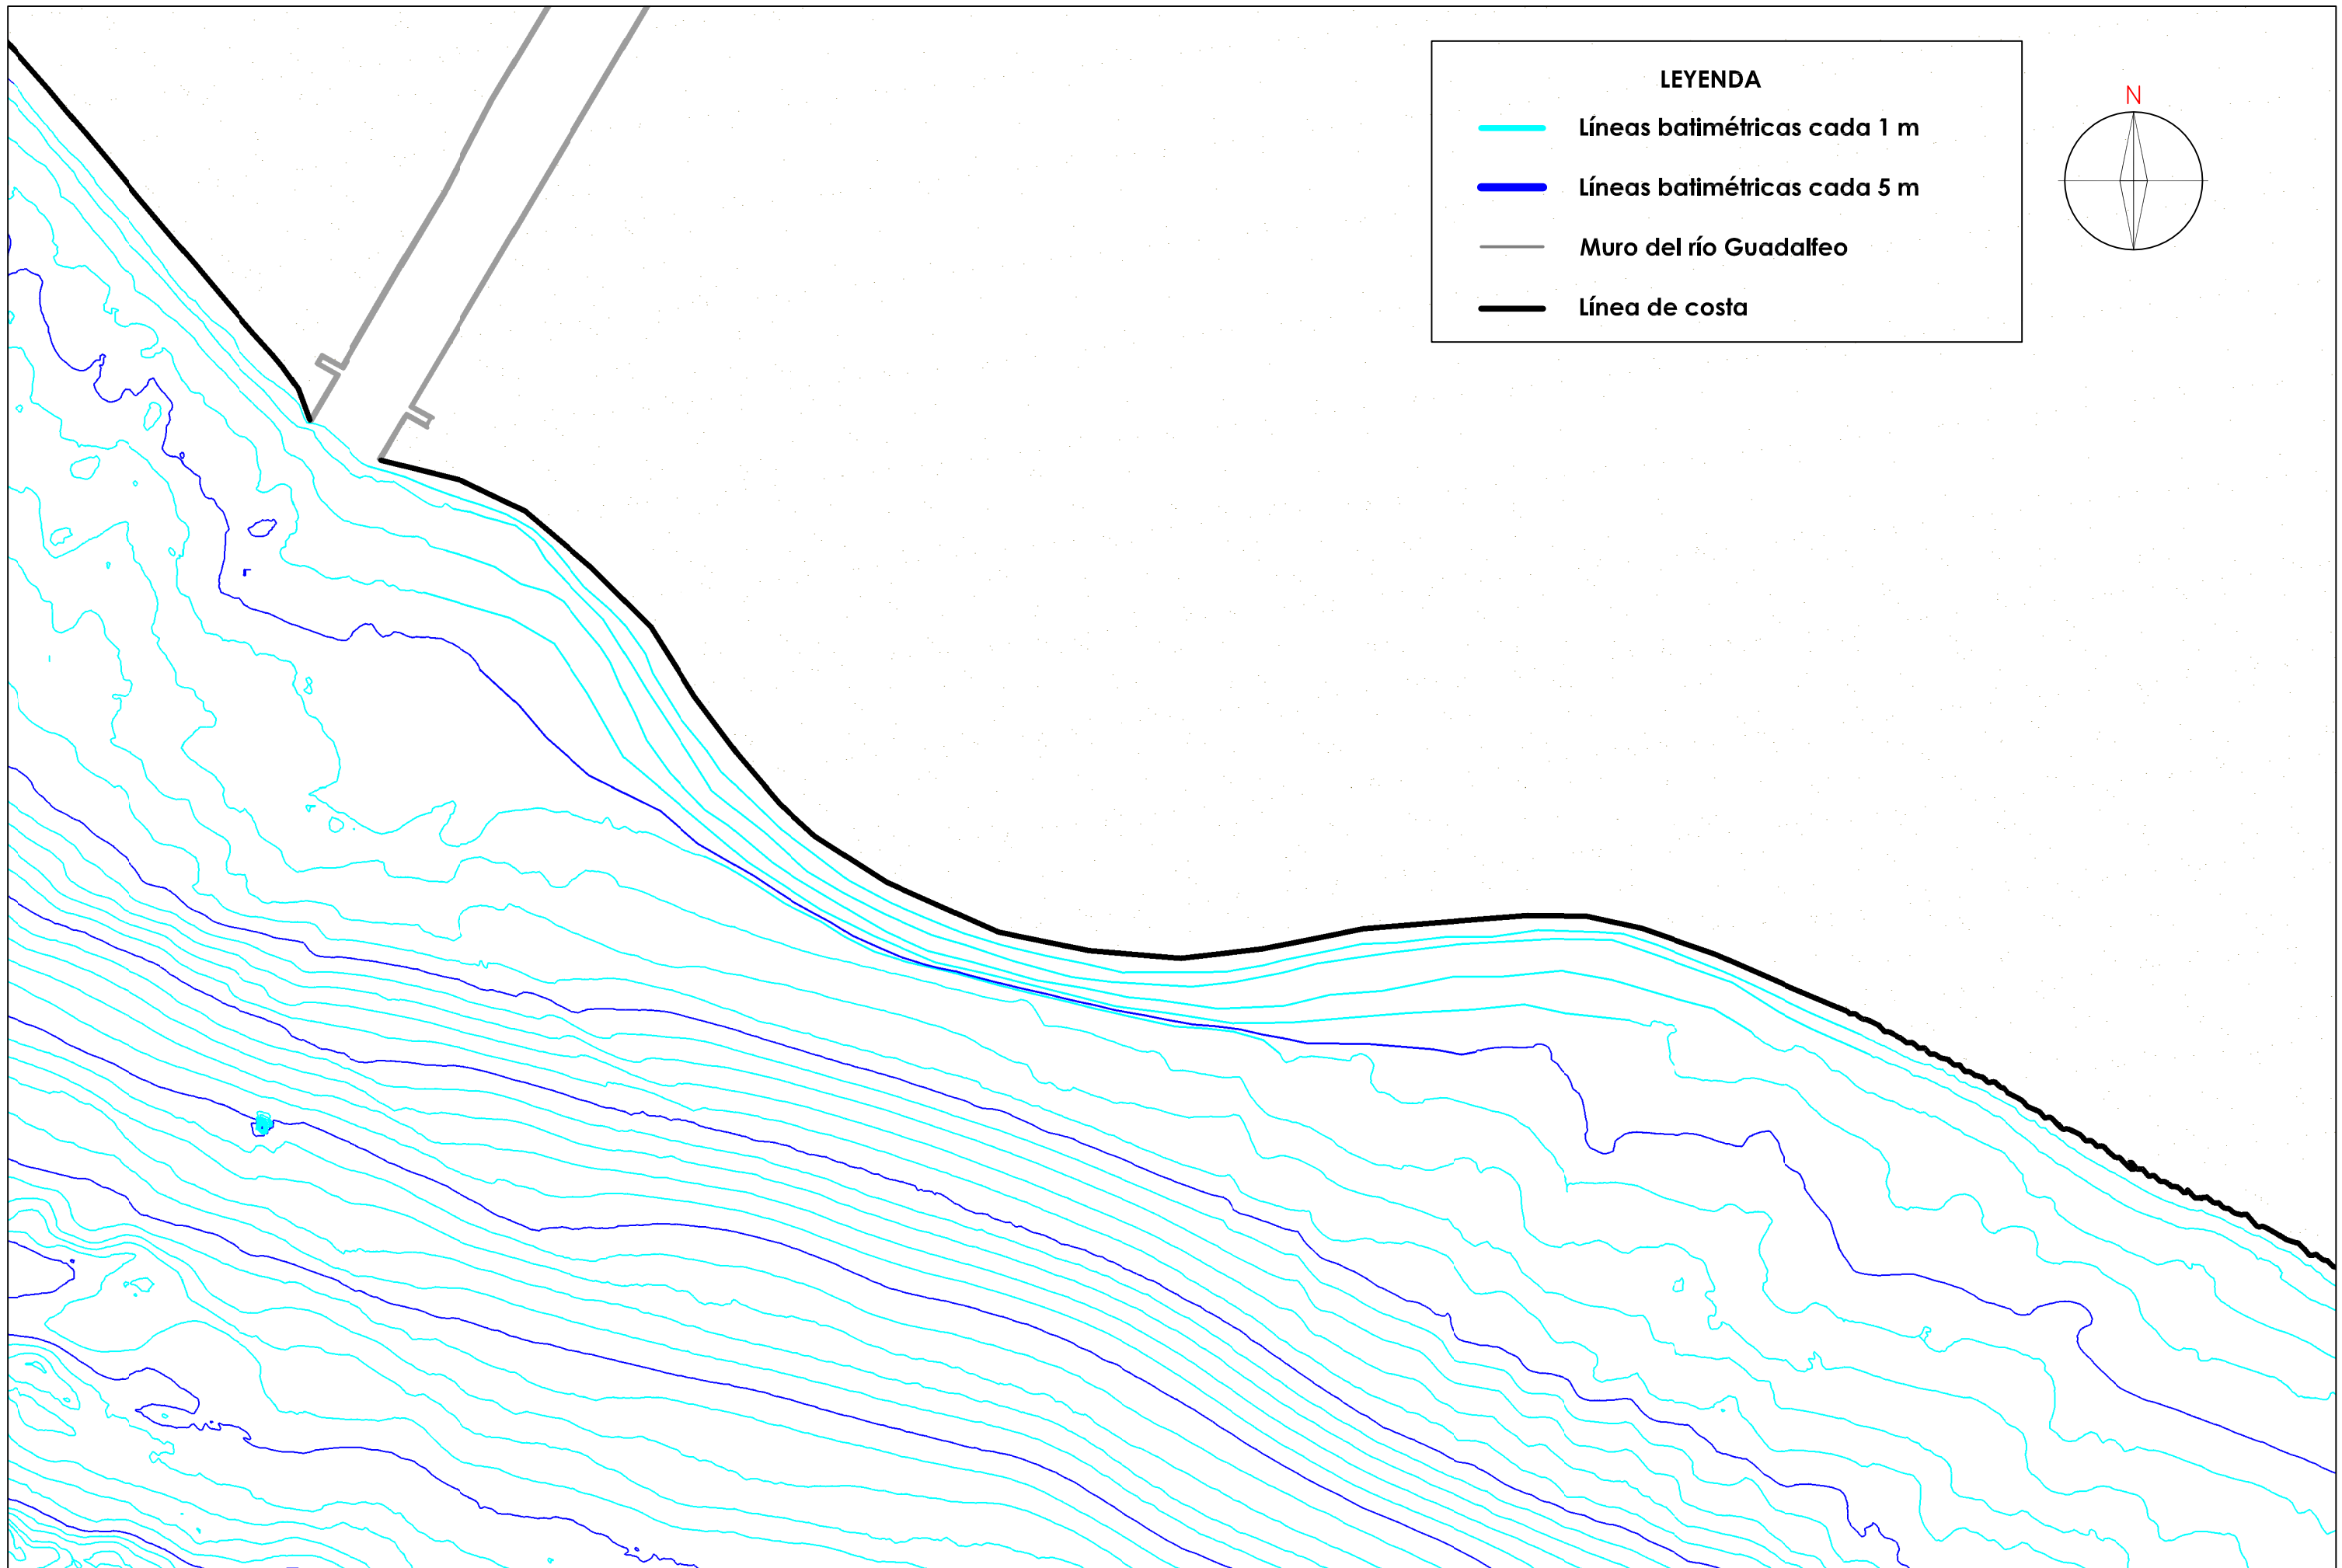 LEYENDA
N
Líneas batimétricas cada 1 m
Líneas batimétricas cada 5 m
Muro del río Guadalfeo
Línea de costa